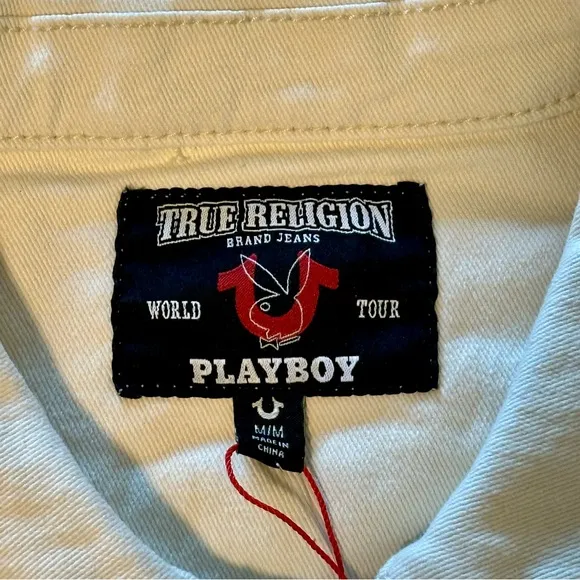 TRUE RELIGION
BRAND JEANS
WORLD TOUR
PLAYBOY
M/M
MADE IN
CHINA